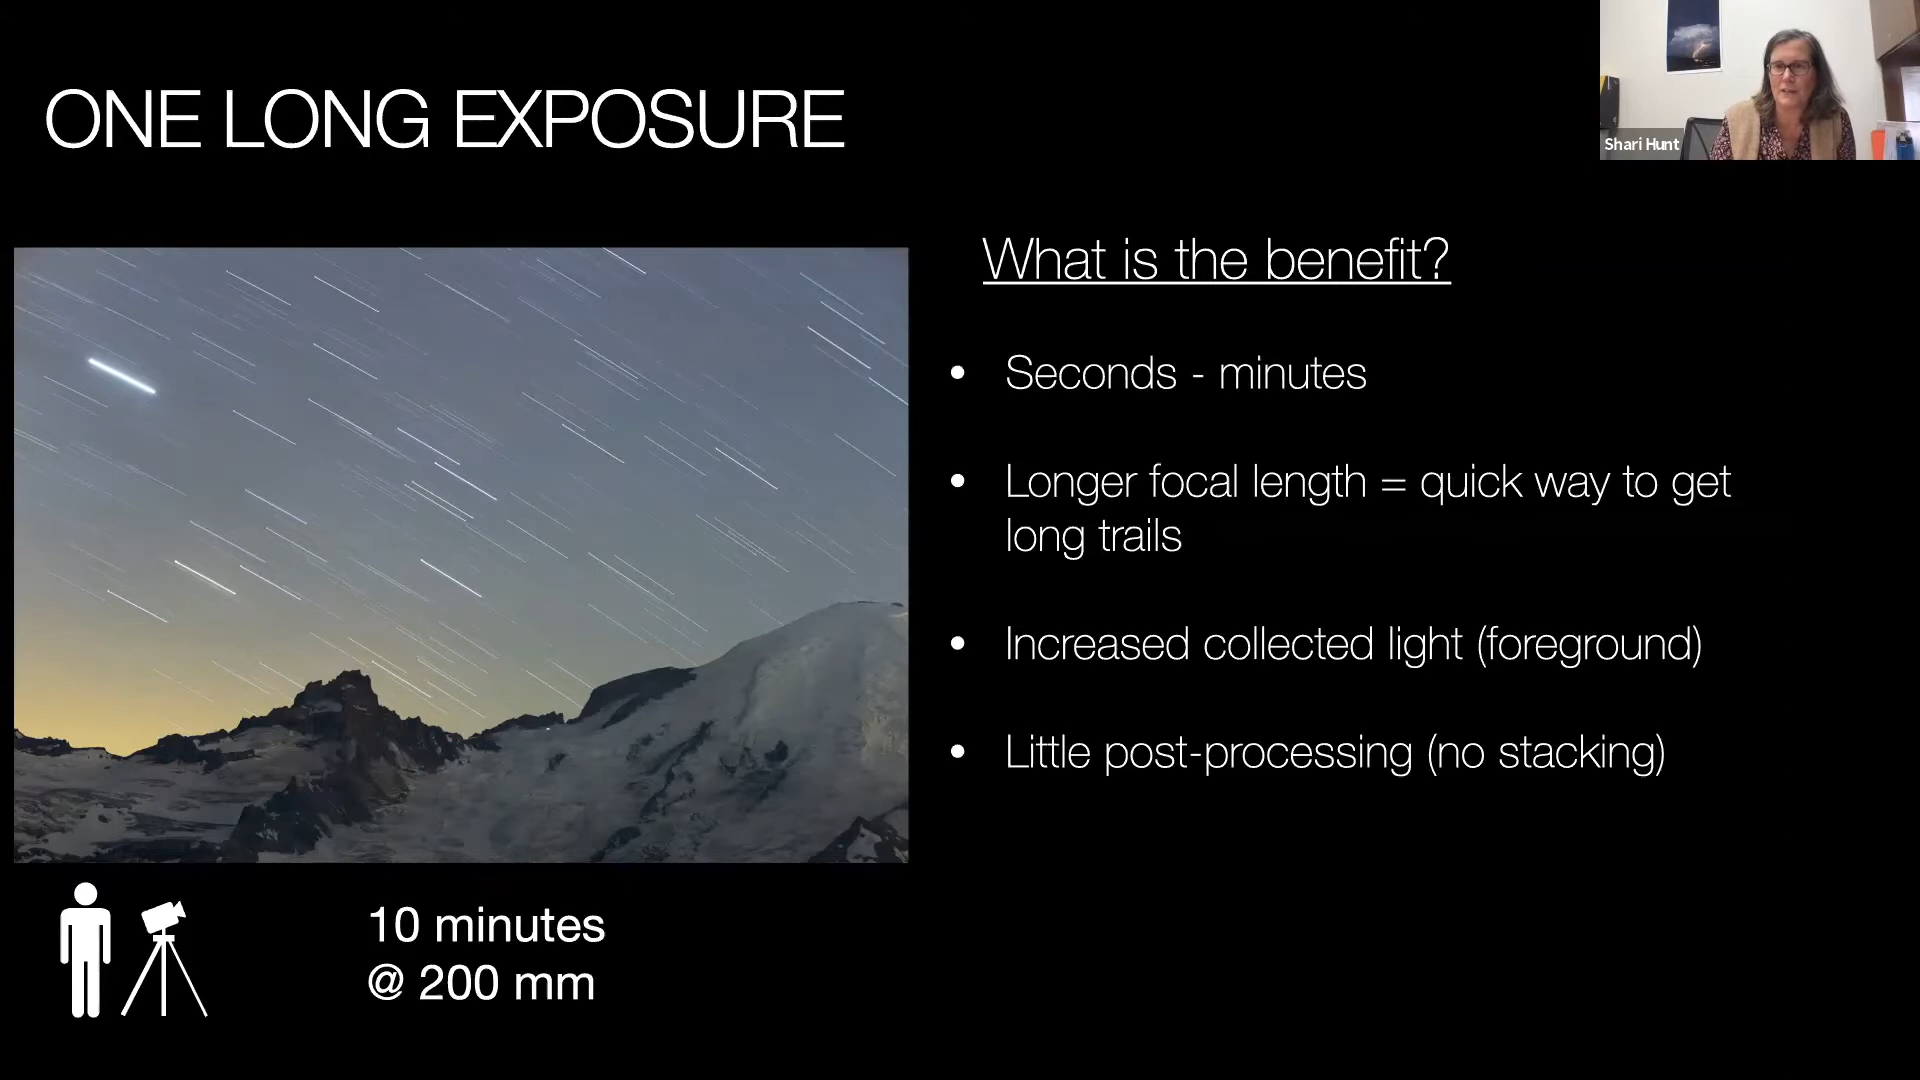 ONE LONG EXPOSURE
Shari Hunt
What is the benefit?
• Seconds - minutes
• Longer focal length = quick way to get
long trails
• Increased collected light (foreground)
• Little post-processing (no stacking)
10 minutes
@ 200 mm